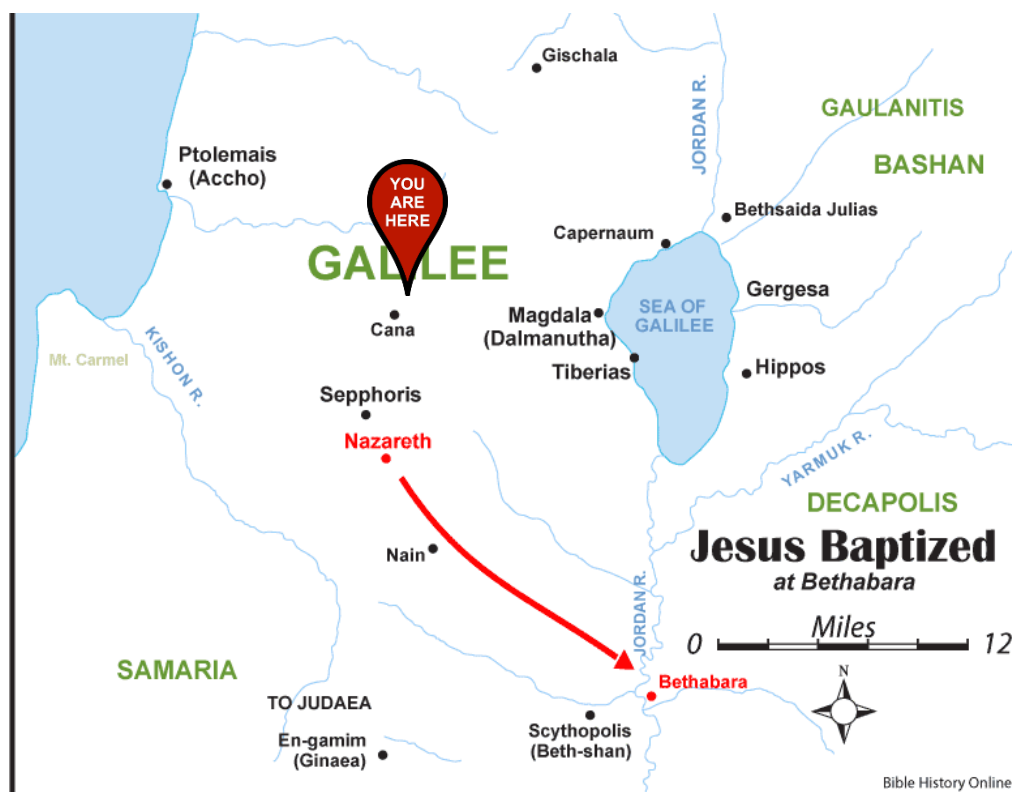 Gischala
JORDAN R.
GAULANITIS
BASHAN
Ptolemais
(Accho)
YOU
ARE
HERE
Bethsaida Julias
Capernaum
GALILEE
Gergesa
SEA OF
GALILEE
Magdala
(Dalmanutha)
Cana
KISHON R.
Mt. Carmel
Tiberias
Hippos
Sepphoris
Nazareth
YARMUK R.
DECAPOLIS
Jesus Baptized
at Bethabara
Nain
JORDAN R.
0 Miles 12
SAMARIA
Bethabara
N
TO JUDAEA
Scythopolis
(Beth-shan)
En-gamim
(Ginaea)
Bible History Online